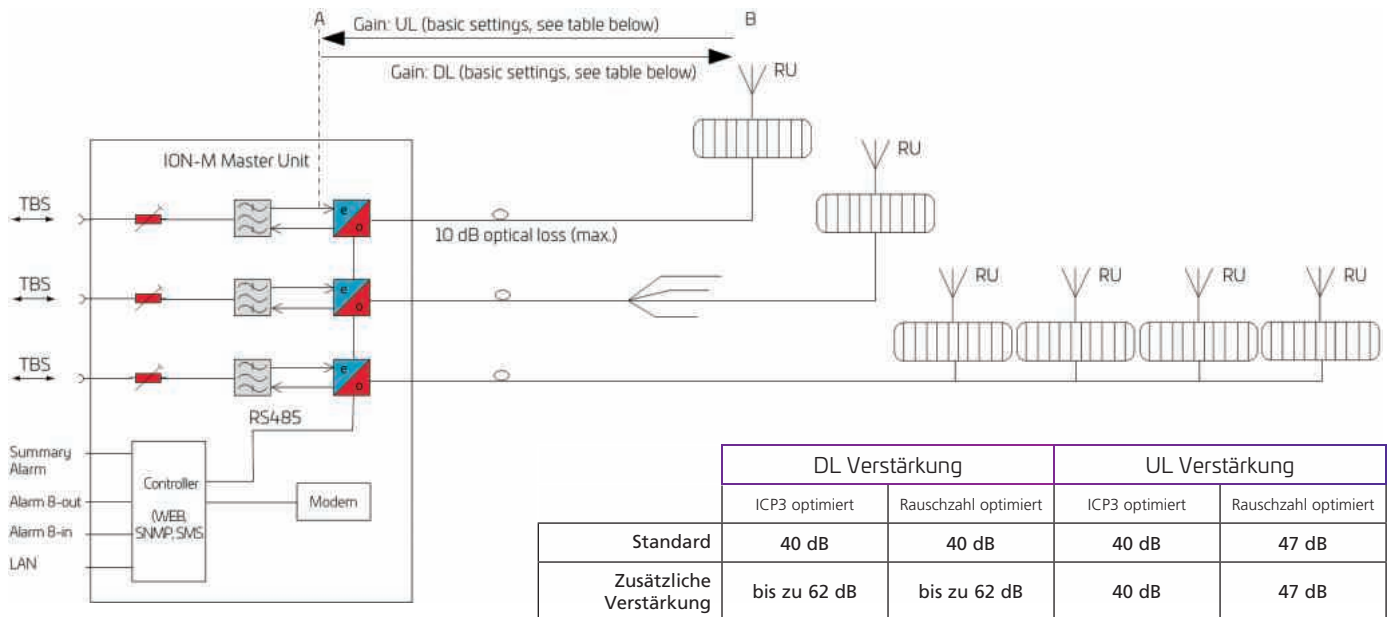 A
Gain: UL (basic settings, see table below)
B
Gain: DL (basic settings, see table below)
RU
ION-M Master Unit
RU
TBS
e
o
10 dB optical loss (max.)
TBS
e
o
RU
RU
RU
RU
TBS
e
o
RS485
Summary
Alarm
Controller
Alarm 8-out
Modem
(WEB,
Alarm 8-in
SNMP, SMS
LAN
DL Verstärkung
UL Verstärkung
ICP3 optimiert
Rauschzahl optimiert
ICP3 optimiert
Rauschzahl optimiert
Standard
40 dB
40 dB
40 dB
47 dB
Zusätzliche
Verstärkung
bis zu 62 dB
bis zu 62 dB
40 dB
47 dB